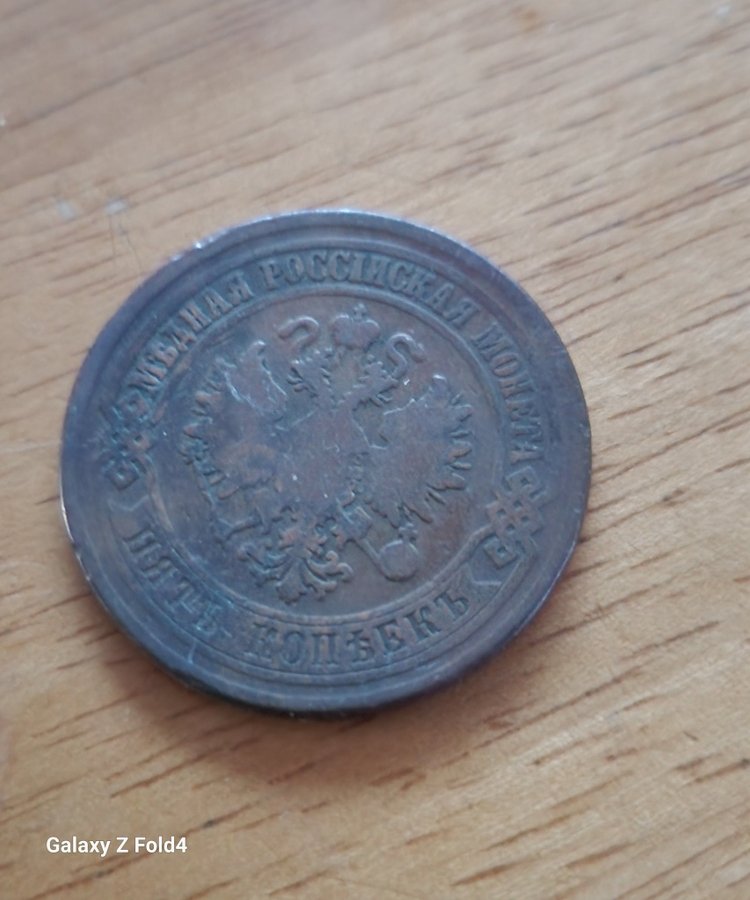 МѢДНАЯ РОССІЙСКАЯ МОНЕТА
ПЯТЬ КОПѢЕКЪ
Galaxy Z Fold4